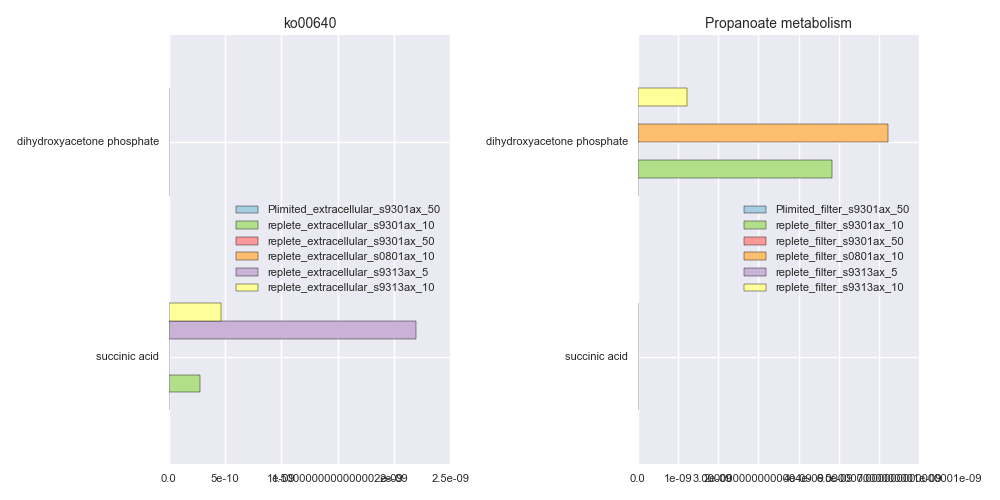 ko00640
dihydroxyacetone phosphate
succinic acid
Plimited_extracellular_s9301ax_50
replete_extracellular_s9301ax_10
replete_extracellular_s9301ax_50
replete_extracellular_s0801ax_10
replete_extracellular_s9313ax_5
replete_extracellular_s9313ax_10
0.0
5e-10
2.5e-09
Propanoate metabolism
dihydroxyacetone phosphate
succinic acid
Plimited_filter_s9301ax_50
replete_filter_s9301ax_10
replete_filter_s9301ax_50
replete_filter_s0801ax_10
replete_filter_s9313ax_5
replete_filter_s9313ax_10
0.0
1e-09